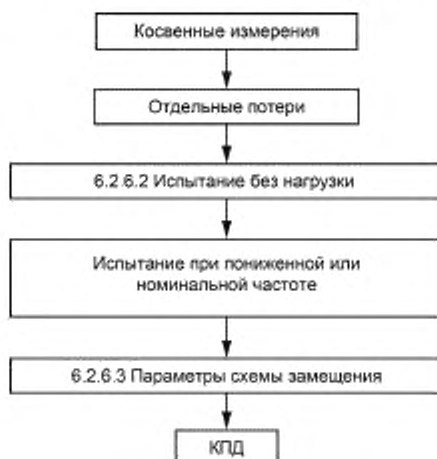 Косвенные измерения
Отдельные потери
6.2.6.2 Испытание без нагрузки
Испытание при пониженной или
номинальной частоте
6.2.6.3 Параметры схемы замещения
КПД